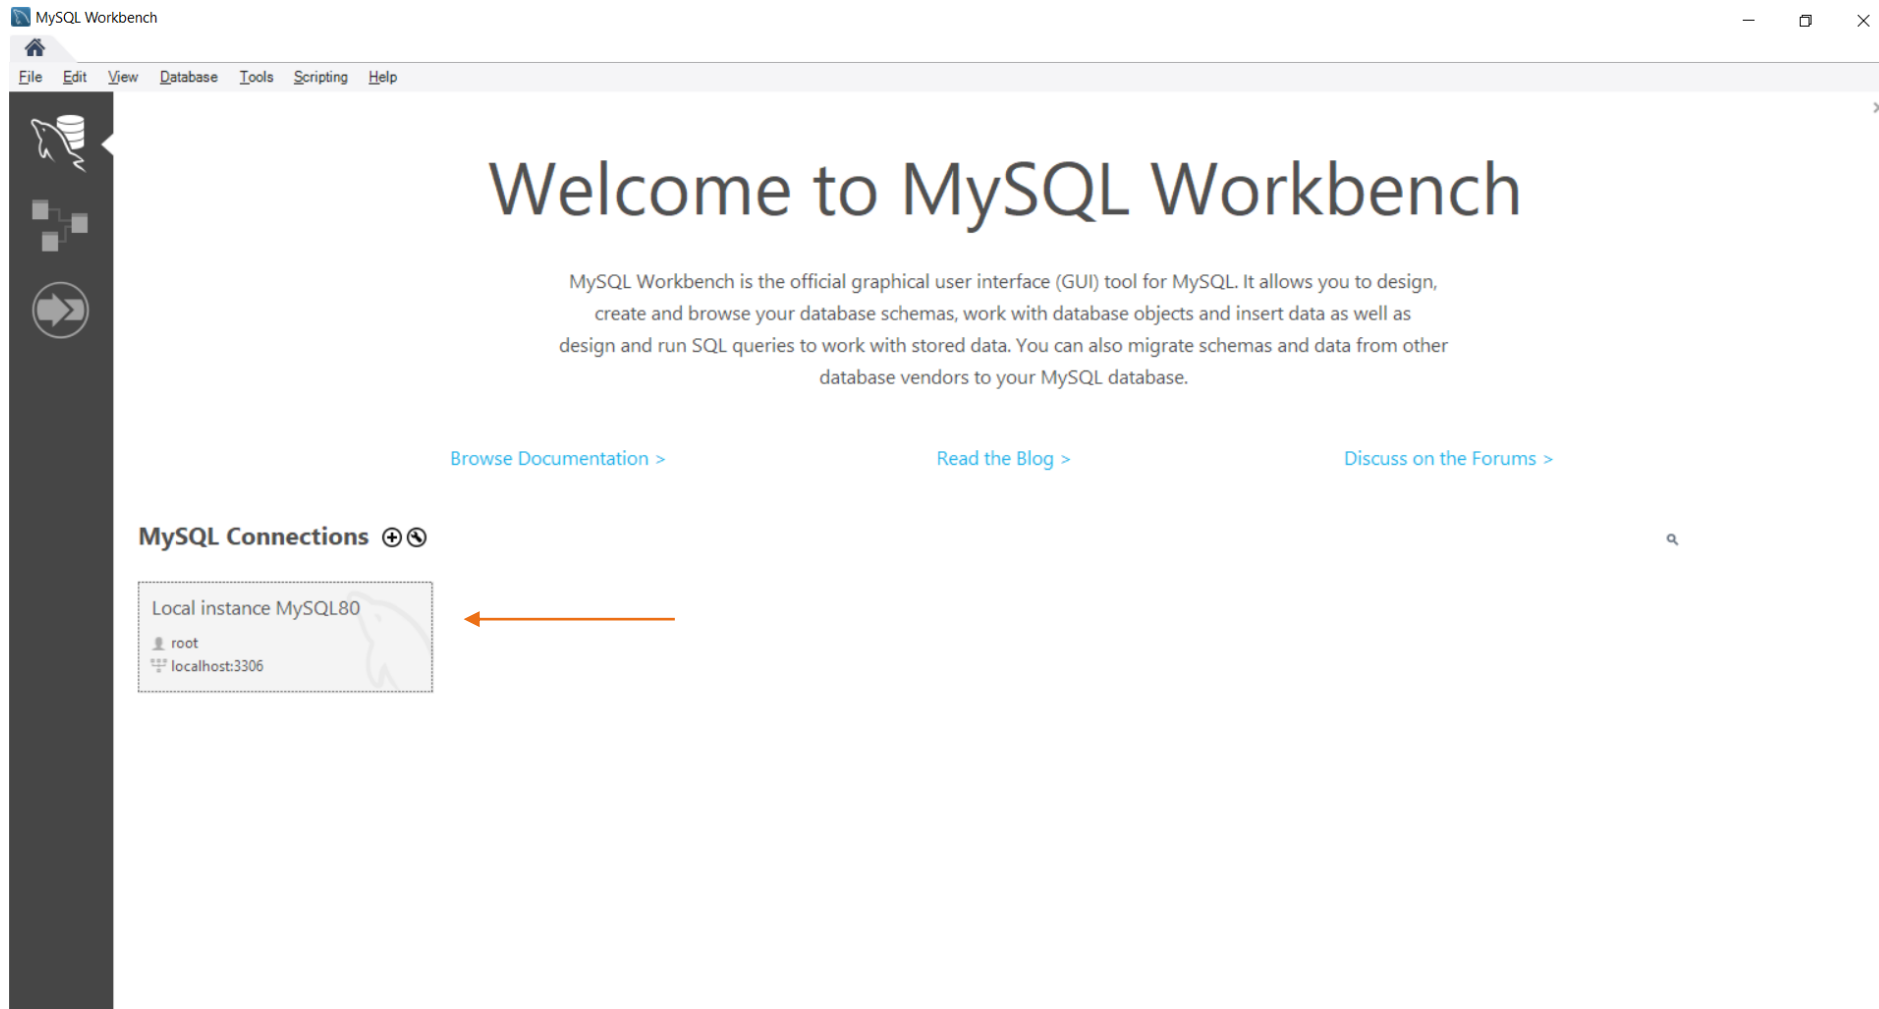 MySQL Workbench
File Edit View Database Tools Scripting Help
Welcome to MySQL Workbench
MySQL Workbench is the official graphical user interface (GUI) tool for MySQL. It allows you to design,
create and browse your database schemas, work with database objects and insert data as well as
design and run SQL queries to work with stored data. You can also migrate schemas and data from other
database vendors to your MySQL database.
Browse Documentation > Read the Blog > Discuss on the Forums >
MySQL Connections
Local instance MySQL80
root
localhost:3306